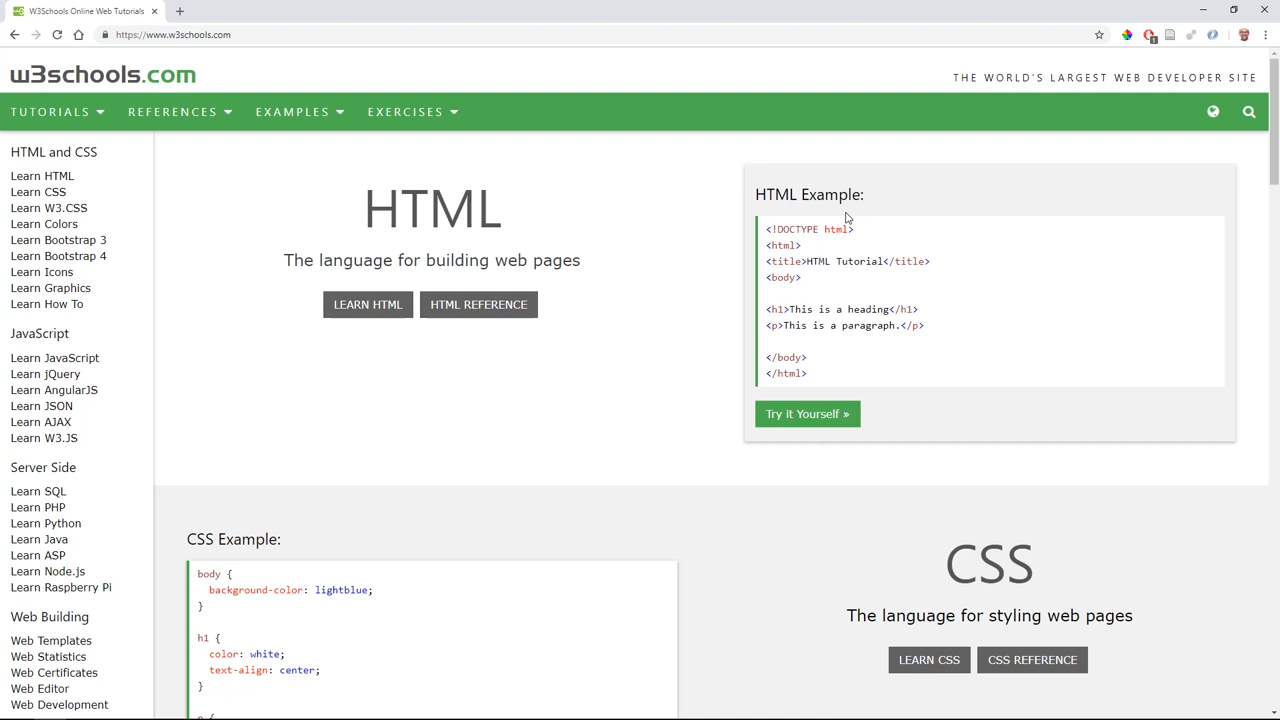 W3Schools Online Web Tutorials
https://www.w3schools.com
1
w3schools.com
THE WORLD'S LARGEST WEB DEVELOPER SITE
TUTORIALS REFERENCES EXAMPLES EXERCISES
HTML and CSS
Learn HTML
Learn CSS
Learn W3.CSS
Learn Colors
Learn Bootstrap 3
Learn Bootstrap 4
Learn Icons
Learn Graphics
Learn How To
JavaScript
Learn JavaScript
Learn jQuery
Learn AngularJS
Learn JSON
Learn AJAX
Learn W3.JS
Server Side
Learn SQL
Learn PHP
Learn Python
Learn Java
Learn ASP
Learn Node.js
Learn Raspberry Pi
Web Building
Web Templates
Web Statistics
Web Certificates
Web Editor
Web Development
HTML
The language for building web pages
LEARN HTML
HTML REFERENCE
HTML Example:
<!DOCTYPE html>
<html>
<title>HTML Tutorial</title>
<body>
<h1>This is a heading</h1>
<p>This is a paragraph.</p>
</body>
</html>
Try it Yourself »
CSS Example:
body {
background-color: lightblue;
}
h1 {
color: white;
text-align: center;
}
p {
CSS
The language for styling web pages
LEARN CSS
CSS REFERENCE